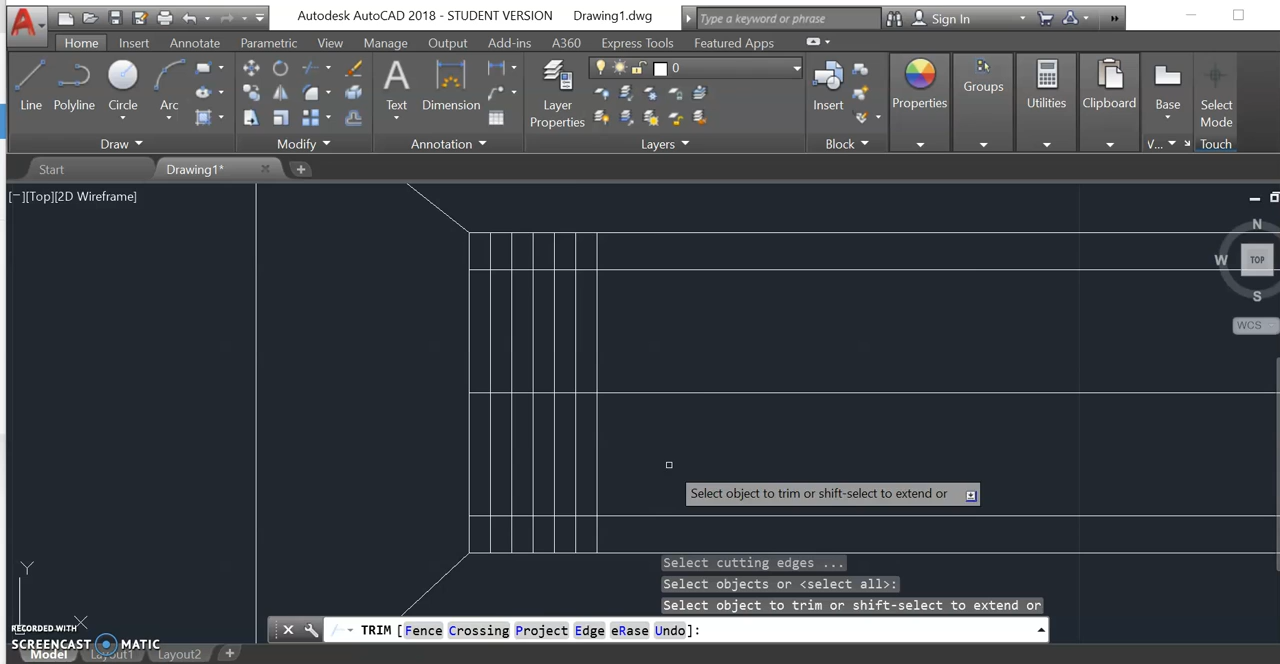 Autodesk AutoCAD 2018 - STUDENT VERSION Drawing1.dwg
Type a keyword or phrase
Sign In
Home Insert Annotate Parametric View Manage Output Add-ins A360 Express Tools Featured Apps
0
Line Polyline Circle Arc
Text Dimension
Layer Properties
Insert
Properties Groups Utilities Clipboard Base
Select Mode
Draw Modify Annotation Layers Block V... Touch
Start Drawing1*
[−][Top][2D Wireframe]
N
W TOP
S
WCS
Select object to trim or shift-select to extend or
Select cutting edges ...
Select objects or <select all>:
Select object to trim or shift-select to extend or
TRIM [Fence Crossing Project Edge eRase Undo]:
Y
X
RECORDED WITH
SCREENCAST MATIC
Model Layout1 Layout2